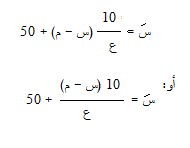 سَ = 10/ع (س – م) + 50
أو:
سَ = 10 (س – م)/ع + 50